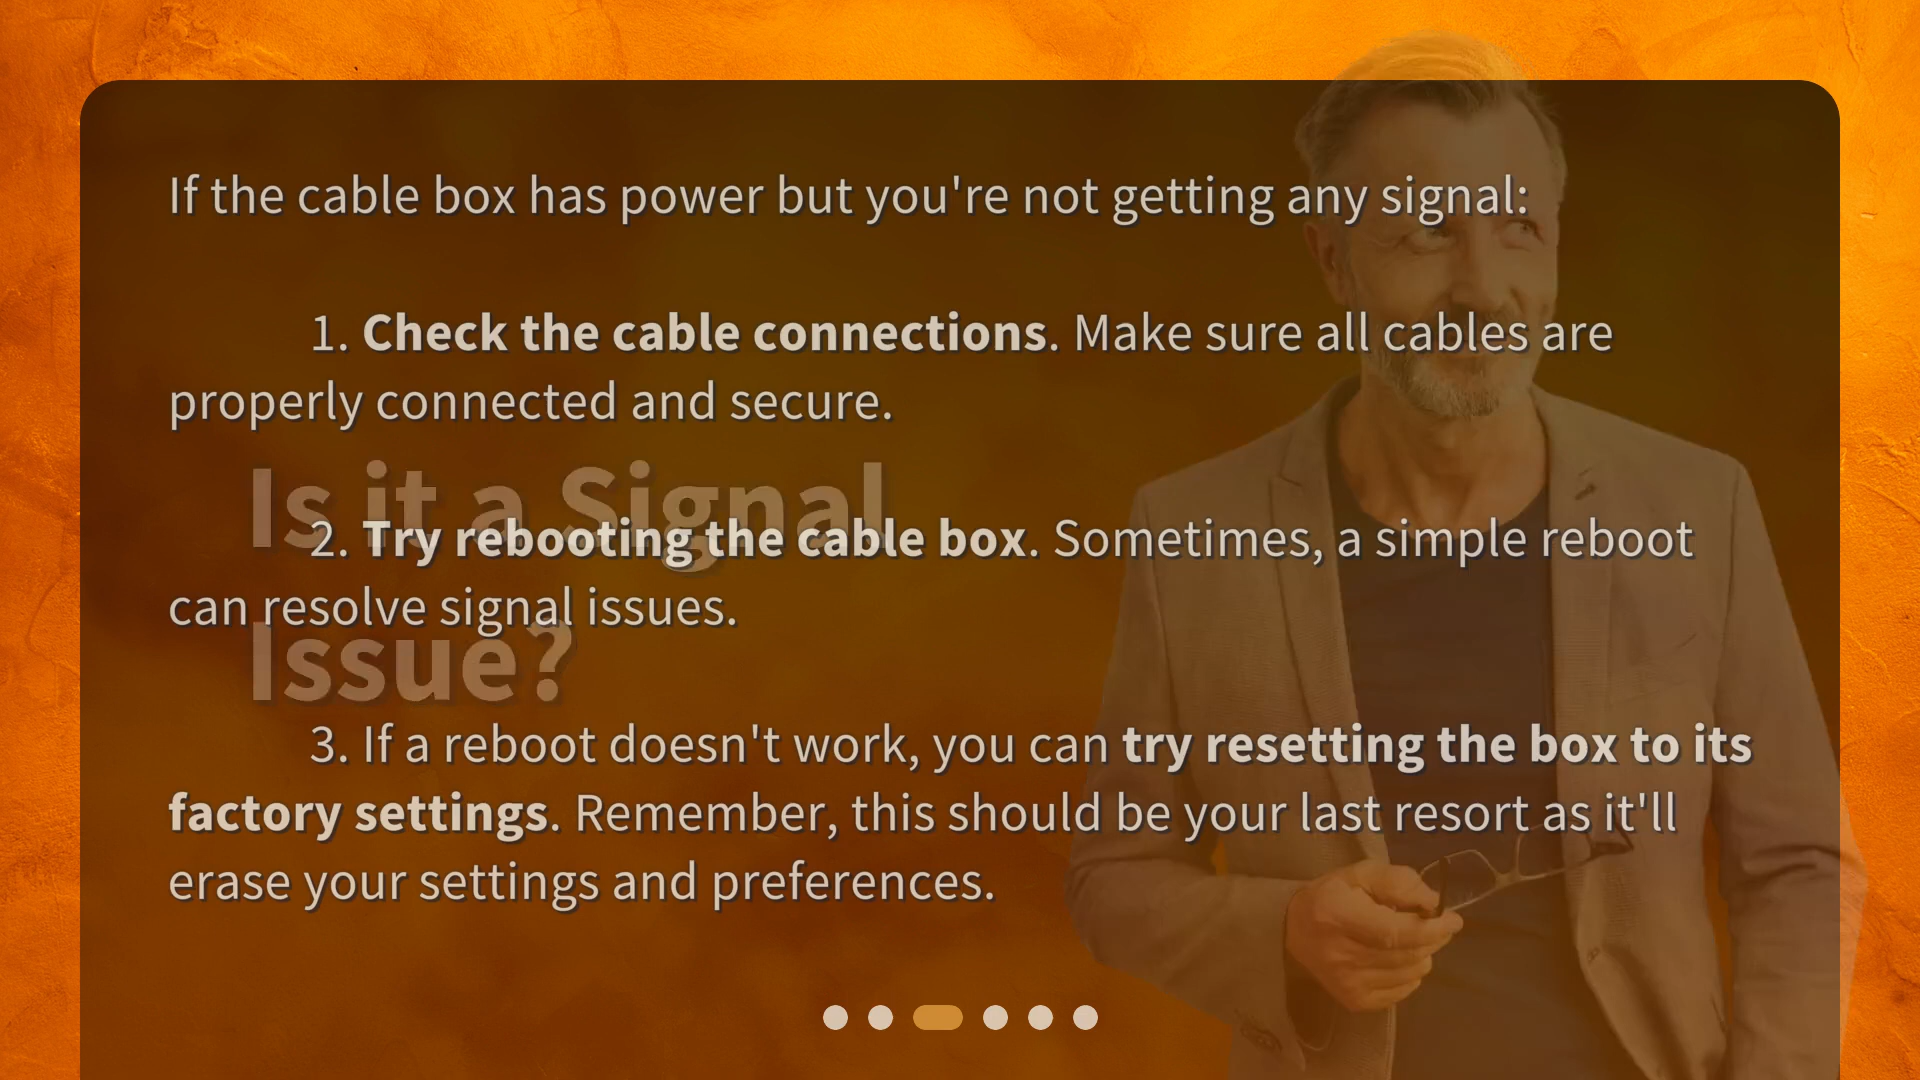 If the cable box has power but you're not getting any signal:
1. Check the cable connections. Make sure all cables are
properly connected and secure.
Is it a Signal
2. Try rebooting the cable box. Sometimes, a simple reboot
can resolve signal issues.
Issue?
3. If a reboot doesn't work, you can try resetting the box to its
factory settings. Remember, this should be your last resort as it'll
erase your settings and preferences.